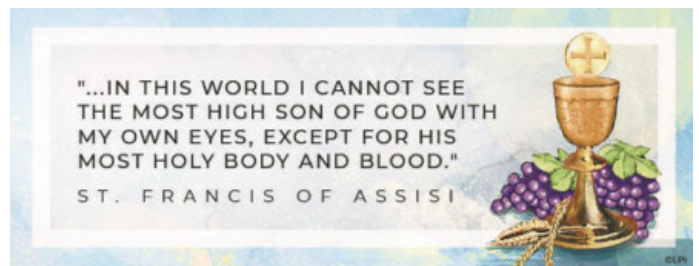 "...IN THIS WORLD I CANNOT SEE
THE MOST HIGH SON OF GOD WITH
MY OWN EYES, EXCEPT FOR HIS
MOST HOLY BODY AND BLOOD."
ST. FRANCIS OF ASSISI
©LPi